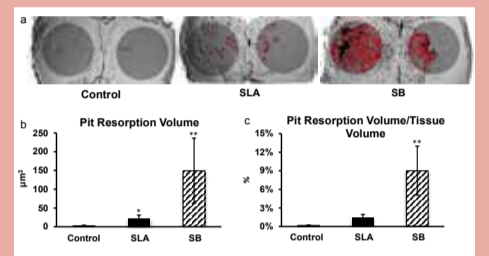 a
Control
SLA
SB
b
Pit Resorption Volume
250
200
150
100
50
0
µm³
*
**
Control
SLA
SB
c
Pit Resorption Volume/Tissue
Volume
15%
12%
9%
6%
3%
0%
%
**
Control
SLA
SB